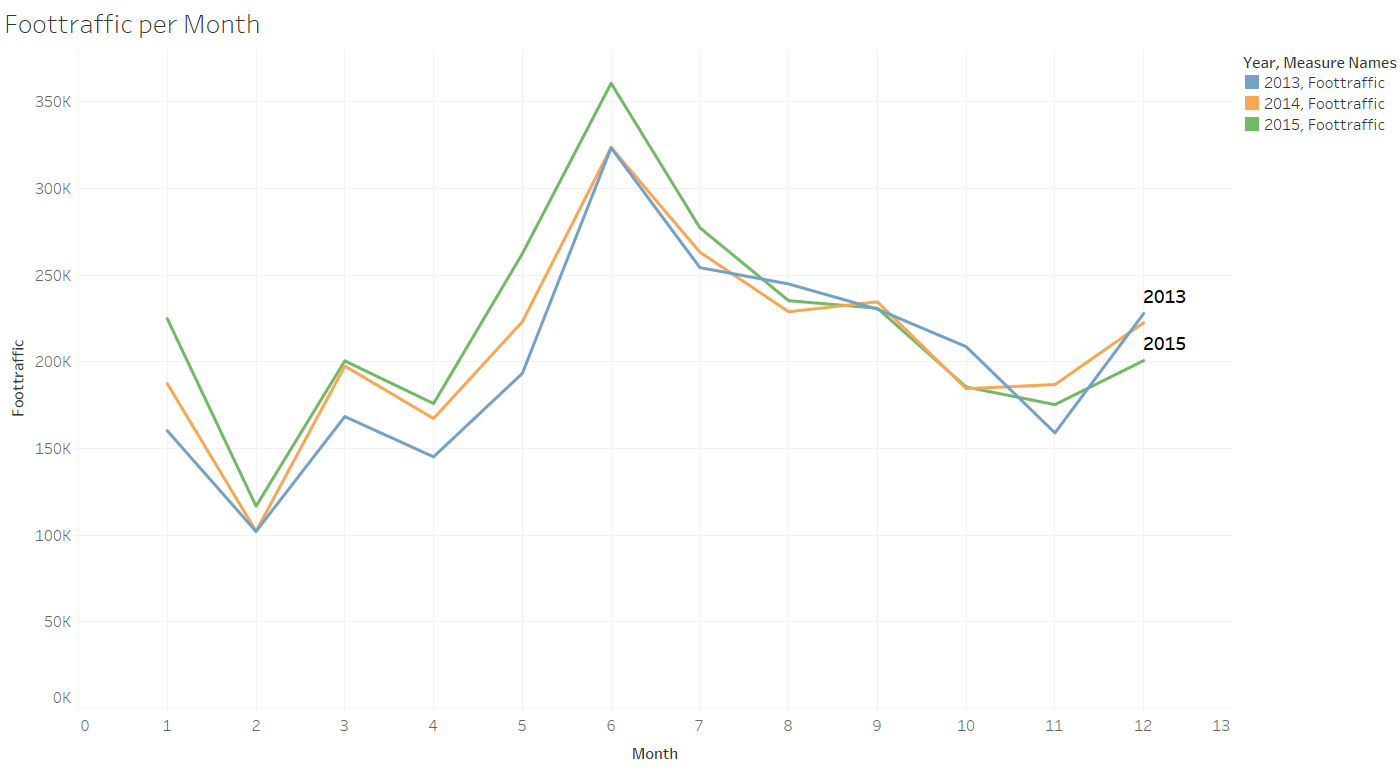 Foottraffic per Month
Year, Measure Names
2013, Foottraffic
2014, Foottraffic
2015, Foottraffic
350K
300K
250K
200K
150K
100K
50K
0K
Foottraffic
2013
2015
0 1 2 3 4 5 6 7 8 9 10 11 12 13
Month